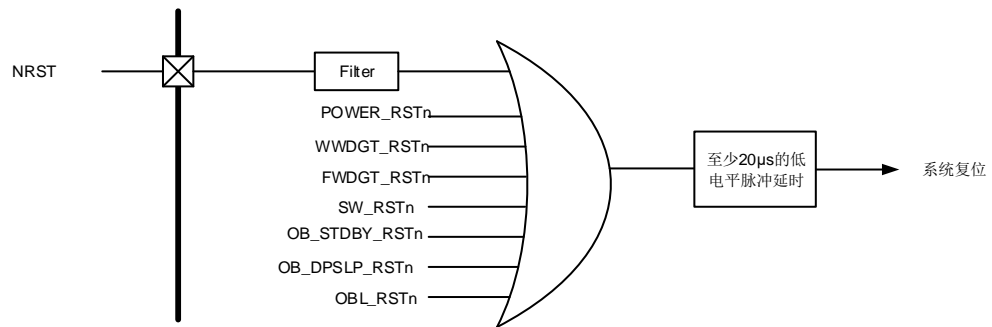 NRST
Filter
POWER_RSTn
WWDGT_RSTn
FWDGT_RSTn
SW_RSTn
OB_STDBY_RSTn
OB_DPSLP_RSTn
OBL_RSTn
至少20µs的低
电平脉冲延时
系统复位